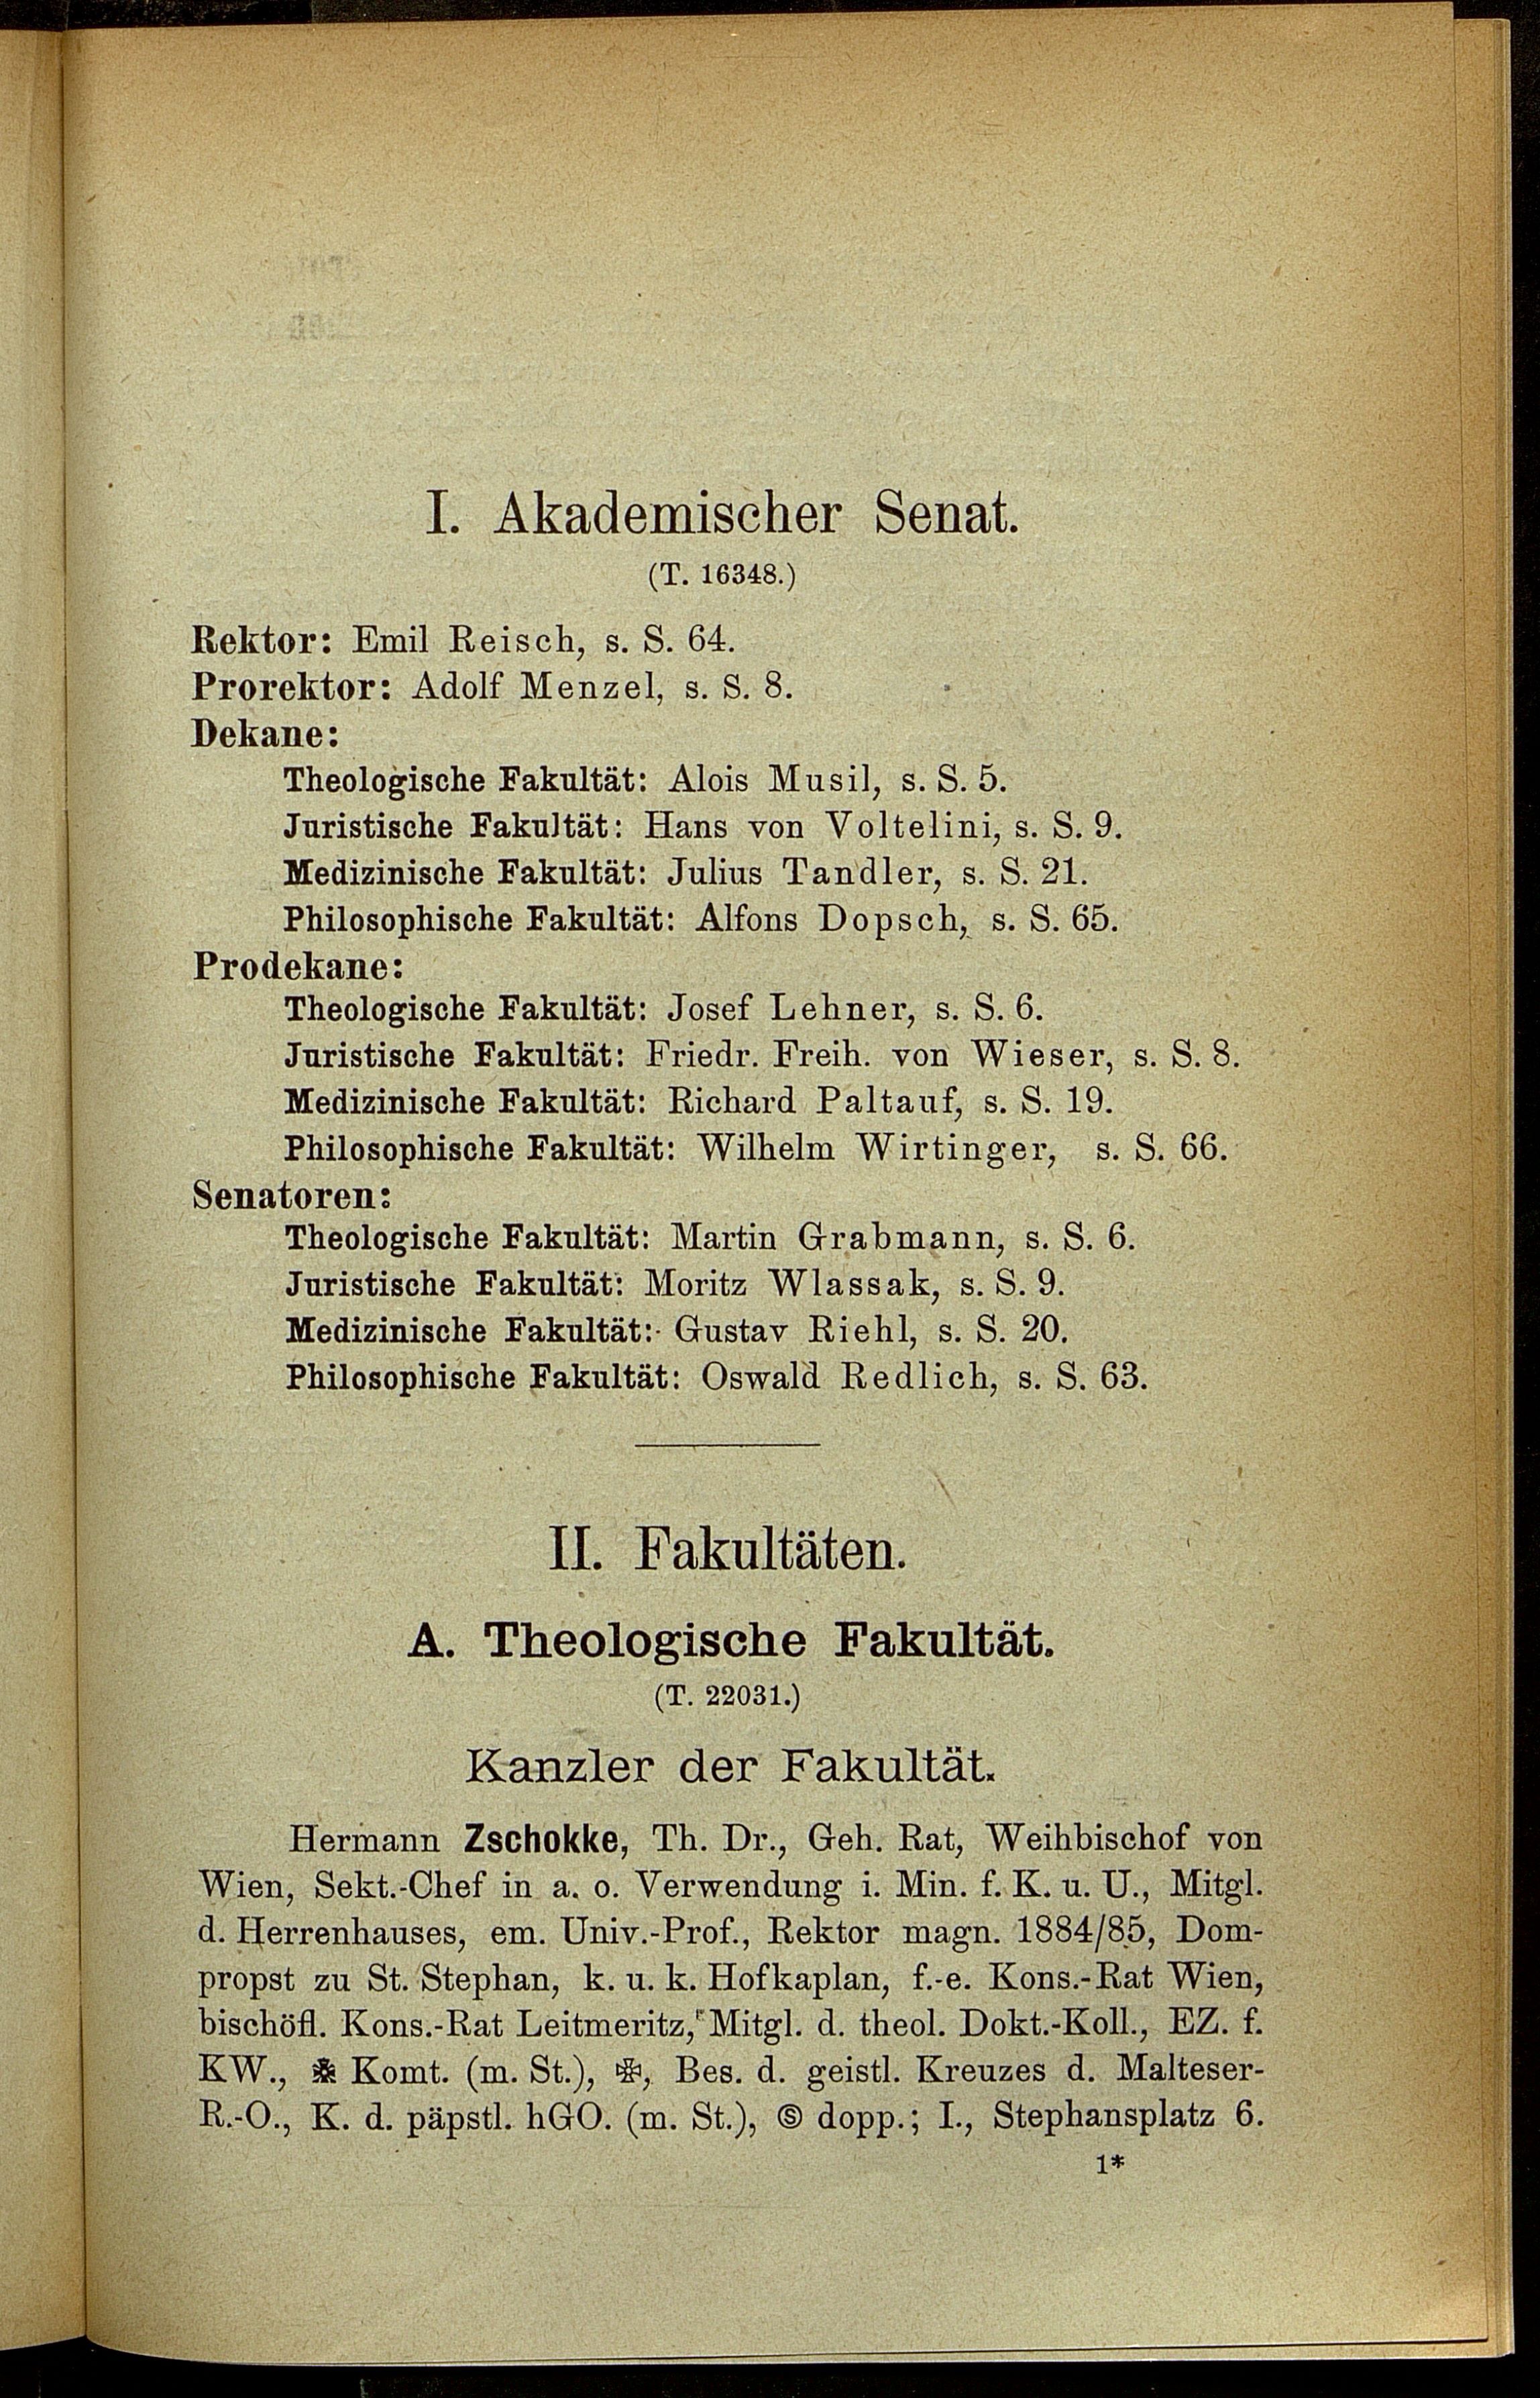 I. Akademischer Senat.
(T. 16348.)
Rektor: Emil Reisch, s. S. 64.
Prorektor: Adolf Menzel, s. S. 8.
Dekane:
Theologische Fakultät: Alois Musil, s. S. 5.
Juristische Fakultät: Hans von Voltelini, s. S. 9.
Medizinische Fakultät: Julius Tandler, s. S. 21.
Philosophische Fakultät: Alfons Dopsch, s. S. 65.
Prodekane:
Theologische Fakultät: Josef Lehner, s. S. 6.
Juristische Fakultät: Friedr. Freih. von Wieser, s. S. 8.
Medizinische Fakultät: Richard Paltauf, s. S. 19.
Philosophische Fakultät: Wilhelm Wirtinger, s. S. 66.
Senatoren:
Theologische Fakultät: Martin Grabmann, s. S. 6.
Juristische Fakultät: Moritz Wlassak, s. S. 9.
Medizinische Fakultät: Gustav Riehl, s. S. 20.
Philosophische Fakultät: Oswald Redlich, s. S. 63.
II. Fakultäten.
A. Theologische Fakultät.
(T. 22031.)
Kanzler der Fakultät.
Hermann Zschokke, Th. Dr., Geh. Rat, Weihbischof von
Wien, Sekt.-Chef in a. o. Verwendung i. Min. f. K. u. U., Mitgl.
d. Herrenhauses, em. Univ.-Prof., Rektor magn. 1884/85, Dom-
propst zu St. Stephan, k. u. k. Hofkaplan, f.-e. Kons.-Rat Wien,
bischöfl. Kons.-Rat Leitmeritz, Mitgl. d. theol. Dokt.-Koll., EZ. f.
KW., Komt. (m. St.), ✠, Bes. d. geistl. Kreuzes d. Malteser-
R.-O., K. d. päpstl. hGO. (m. St.), Ⓢ dopp.; I., Stephansplatz 6.
1*